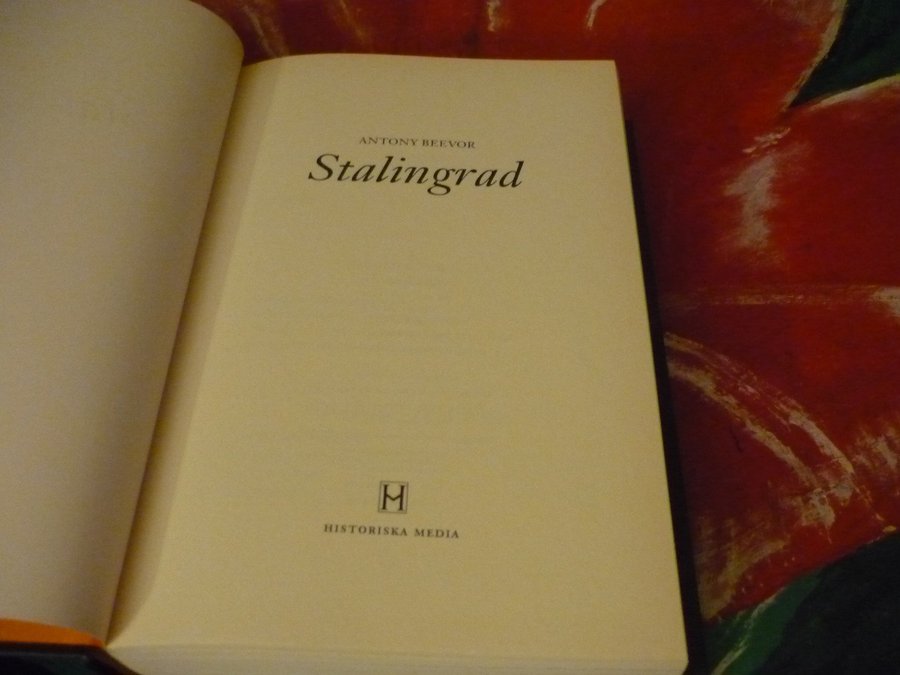 ANTONY BEEVOR
Stalingrad
H
HISTORISKA MEDIA